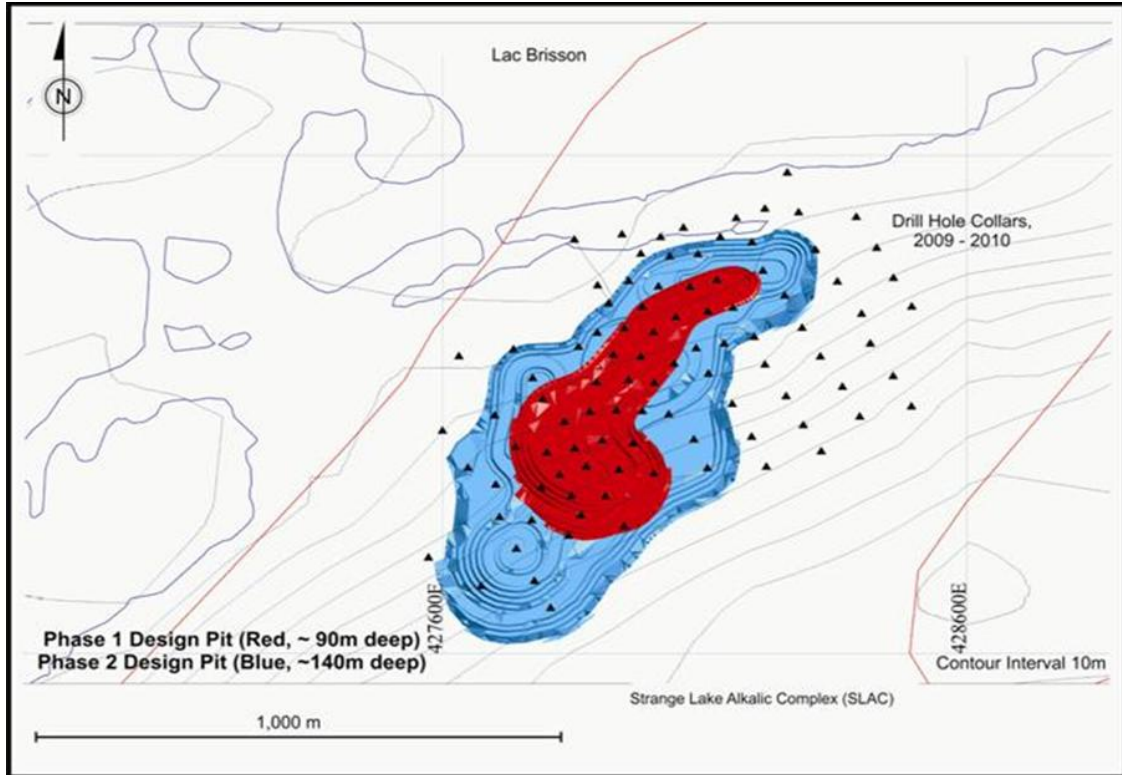 Lac Brisson
N
Drill Hole Collars,
2009 - 2010
427600E
428600E
Phase 1 Design Pit (Red, ~ 90m deep)
Phase 2 Design Pit (Blue, ~140m deep)
Contour Interval 10m
Strange Lake Alkalic Complex (SLAC)
1,000 m